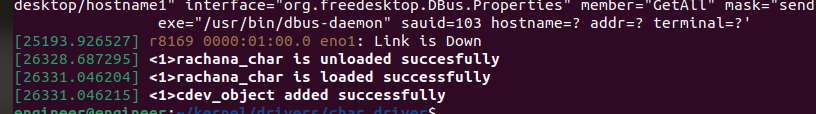 desktop/hostname1" interface="org.freedesktop.DBus.Properties" member="GetAll" mask="send
exe="/usr/bin/dbus-daemon" sauid=103 hostname=? addr=? terminal=?'
[25193.926527] r8169 0000:01:00.0 eno1: Link is Down
[26328.687295] <1>rachana_char is unloaded succesfully
[26331.046204] <1>rachana_char is loaded successfully
[26331.046215] <1>cdev_object added successfully
engineer@engineer:~/kernel/drivers/char_driver$